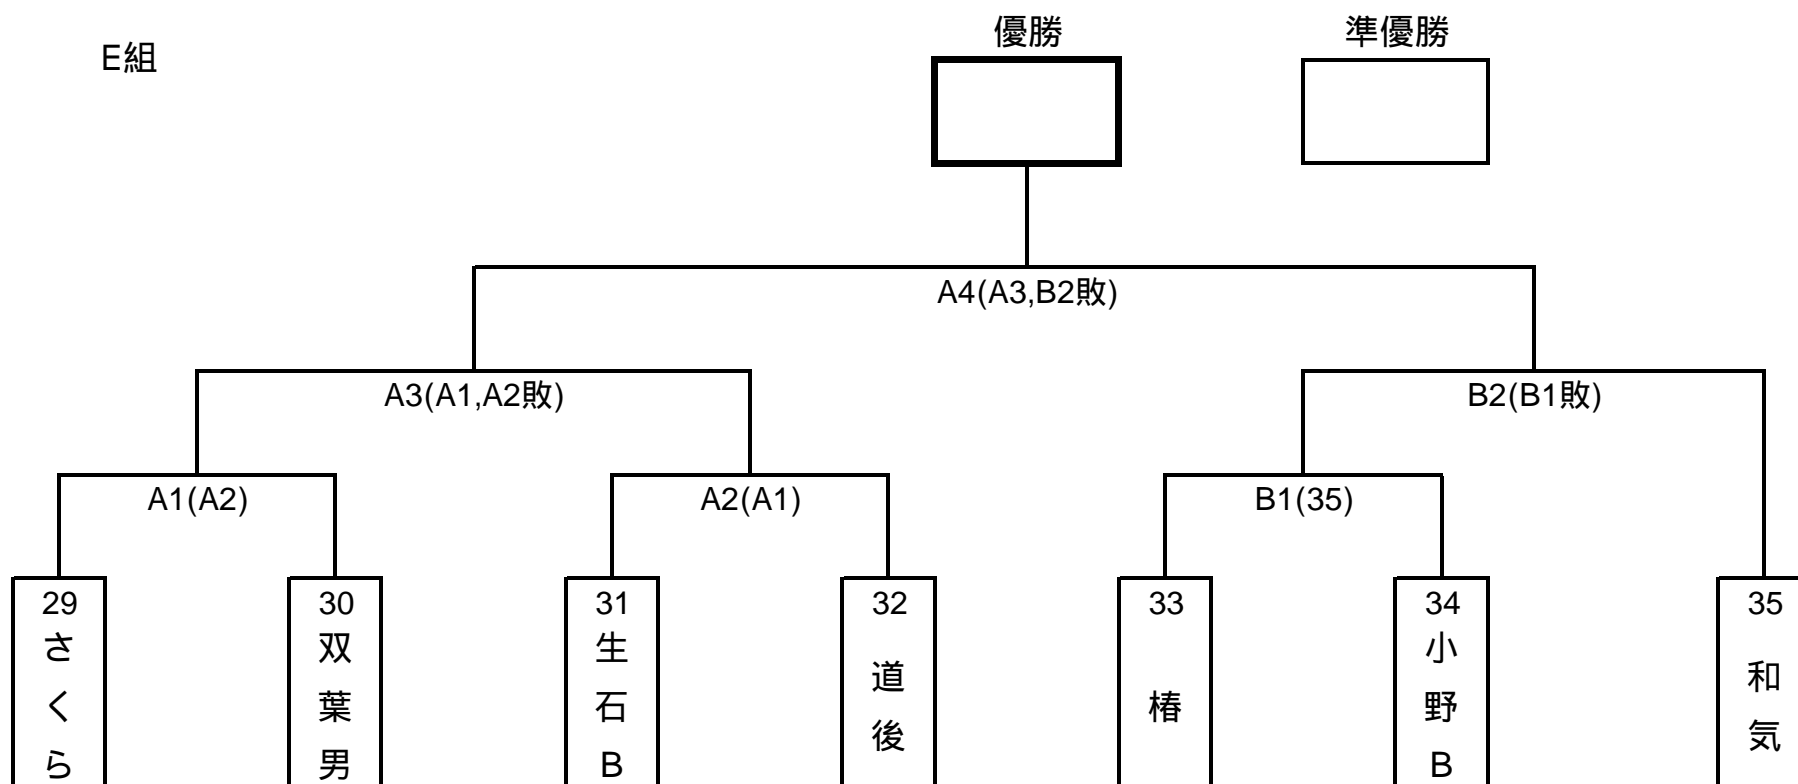 優勝
準優勝
E組
A4(A3,B2敗)
A3(A1,A2敗)
B2(B1敗)
A1(A2)
A2(A1)
B1(35)
29
さくら
30
双葉男
31
生石B
32
道後
33
椿
34
小野B
35
和気